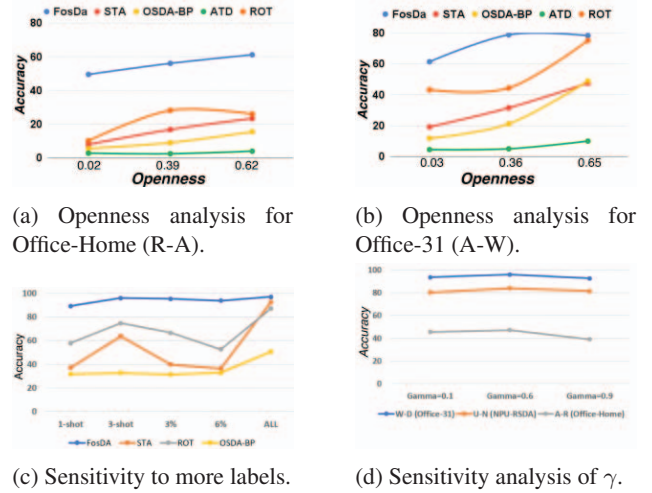 FosDa STA OSDA-BP ATD ROT
80
60
40
20
0
Accuracy
0.02 0.39 0.62
Openness
FosDa STA OSDA-BP ATD ROT
80
60
40
20
0
Accuracy
0.03 0.36 0.65
Openness
(a) Openness analysis for
Office-Home (R-A).
(b) Openness analysis for
Office-31 (A-W).
100
80
60
40
20
0
Accuracy
1-shot 3-shot 3% 6% ALL
FosDA STA ROT OSDA-BP
100
80
60
40
20
0
Accuracy
Gamma=0.1 Gamma=0.6 Gamma=0.9
W-D (Office-31) U-N (NPU-RSDA) A-R (Office-Home)
(c) Sensitivity to more labels.
(d) Sensitivity analysis of γ.